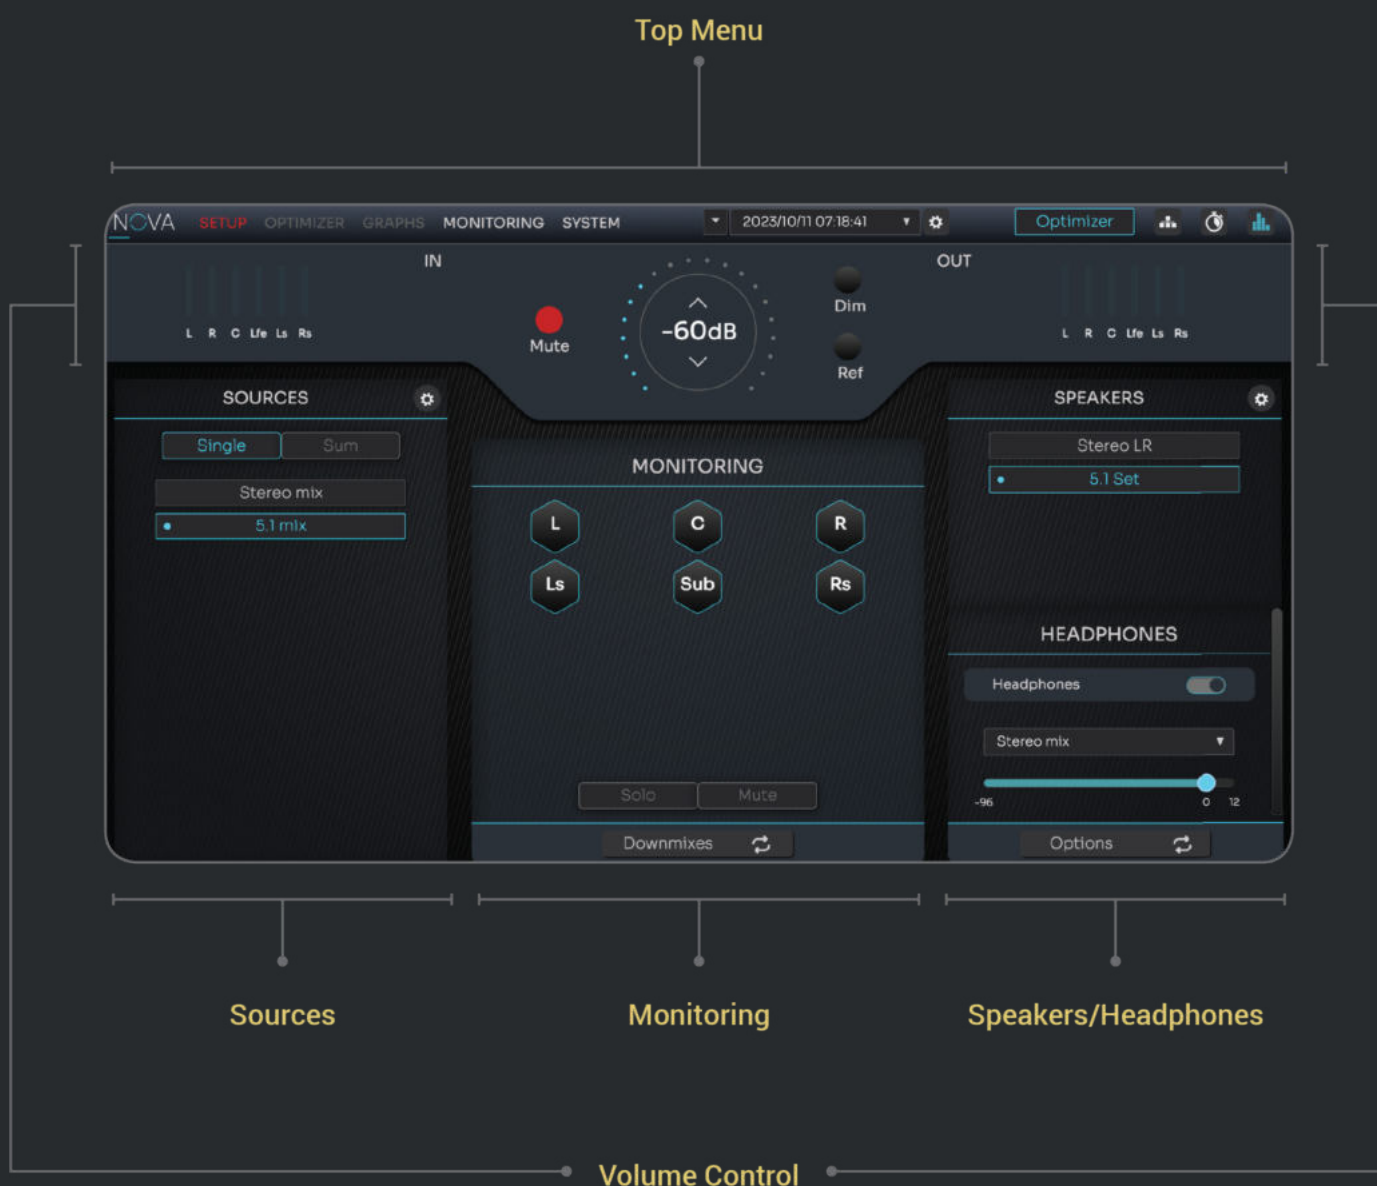 Top Menu
NOVA SETUP OPTIMIZER GRAPHS MONITORING SYSTEM 2023/10/11 07:18:41 Optimizer
IN OUT
L R C Lfe Ls Rs
Mute
-60dB
Dim
Ref
L R C Lfe Ls Rs
SOURCES
Single Sum
Stereo mix
5.1 mix
MONITORING
L C R
Ls Sub Rs
Solo Mute
Downmixes
SPEAKERS
Stereo LR
5.1 Set
HEADPHONES
Headphones
Stereo mix
-96 0 12
Options
Sources Monitoring Speakers/Headphones
Volume Control